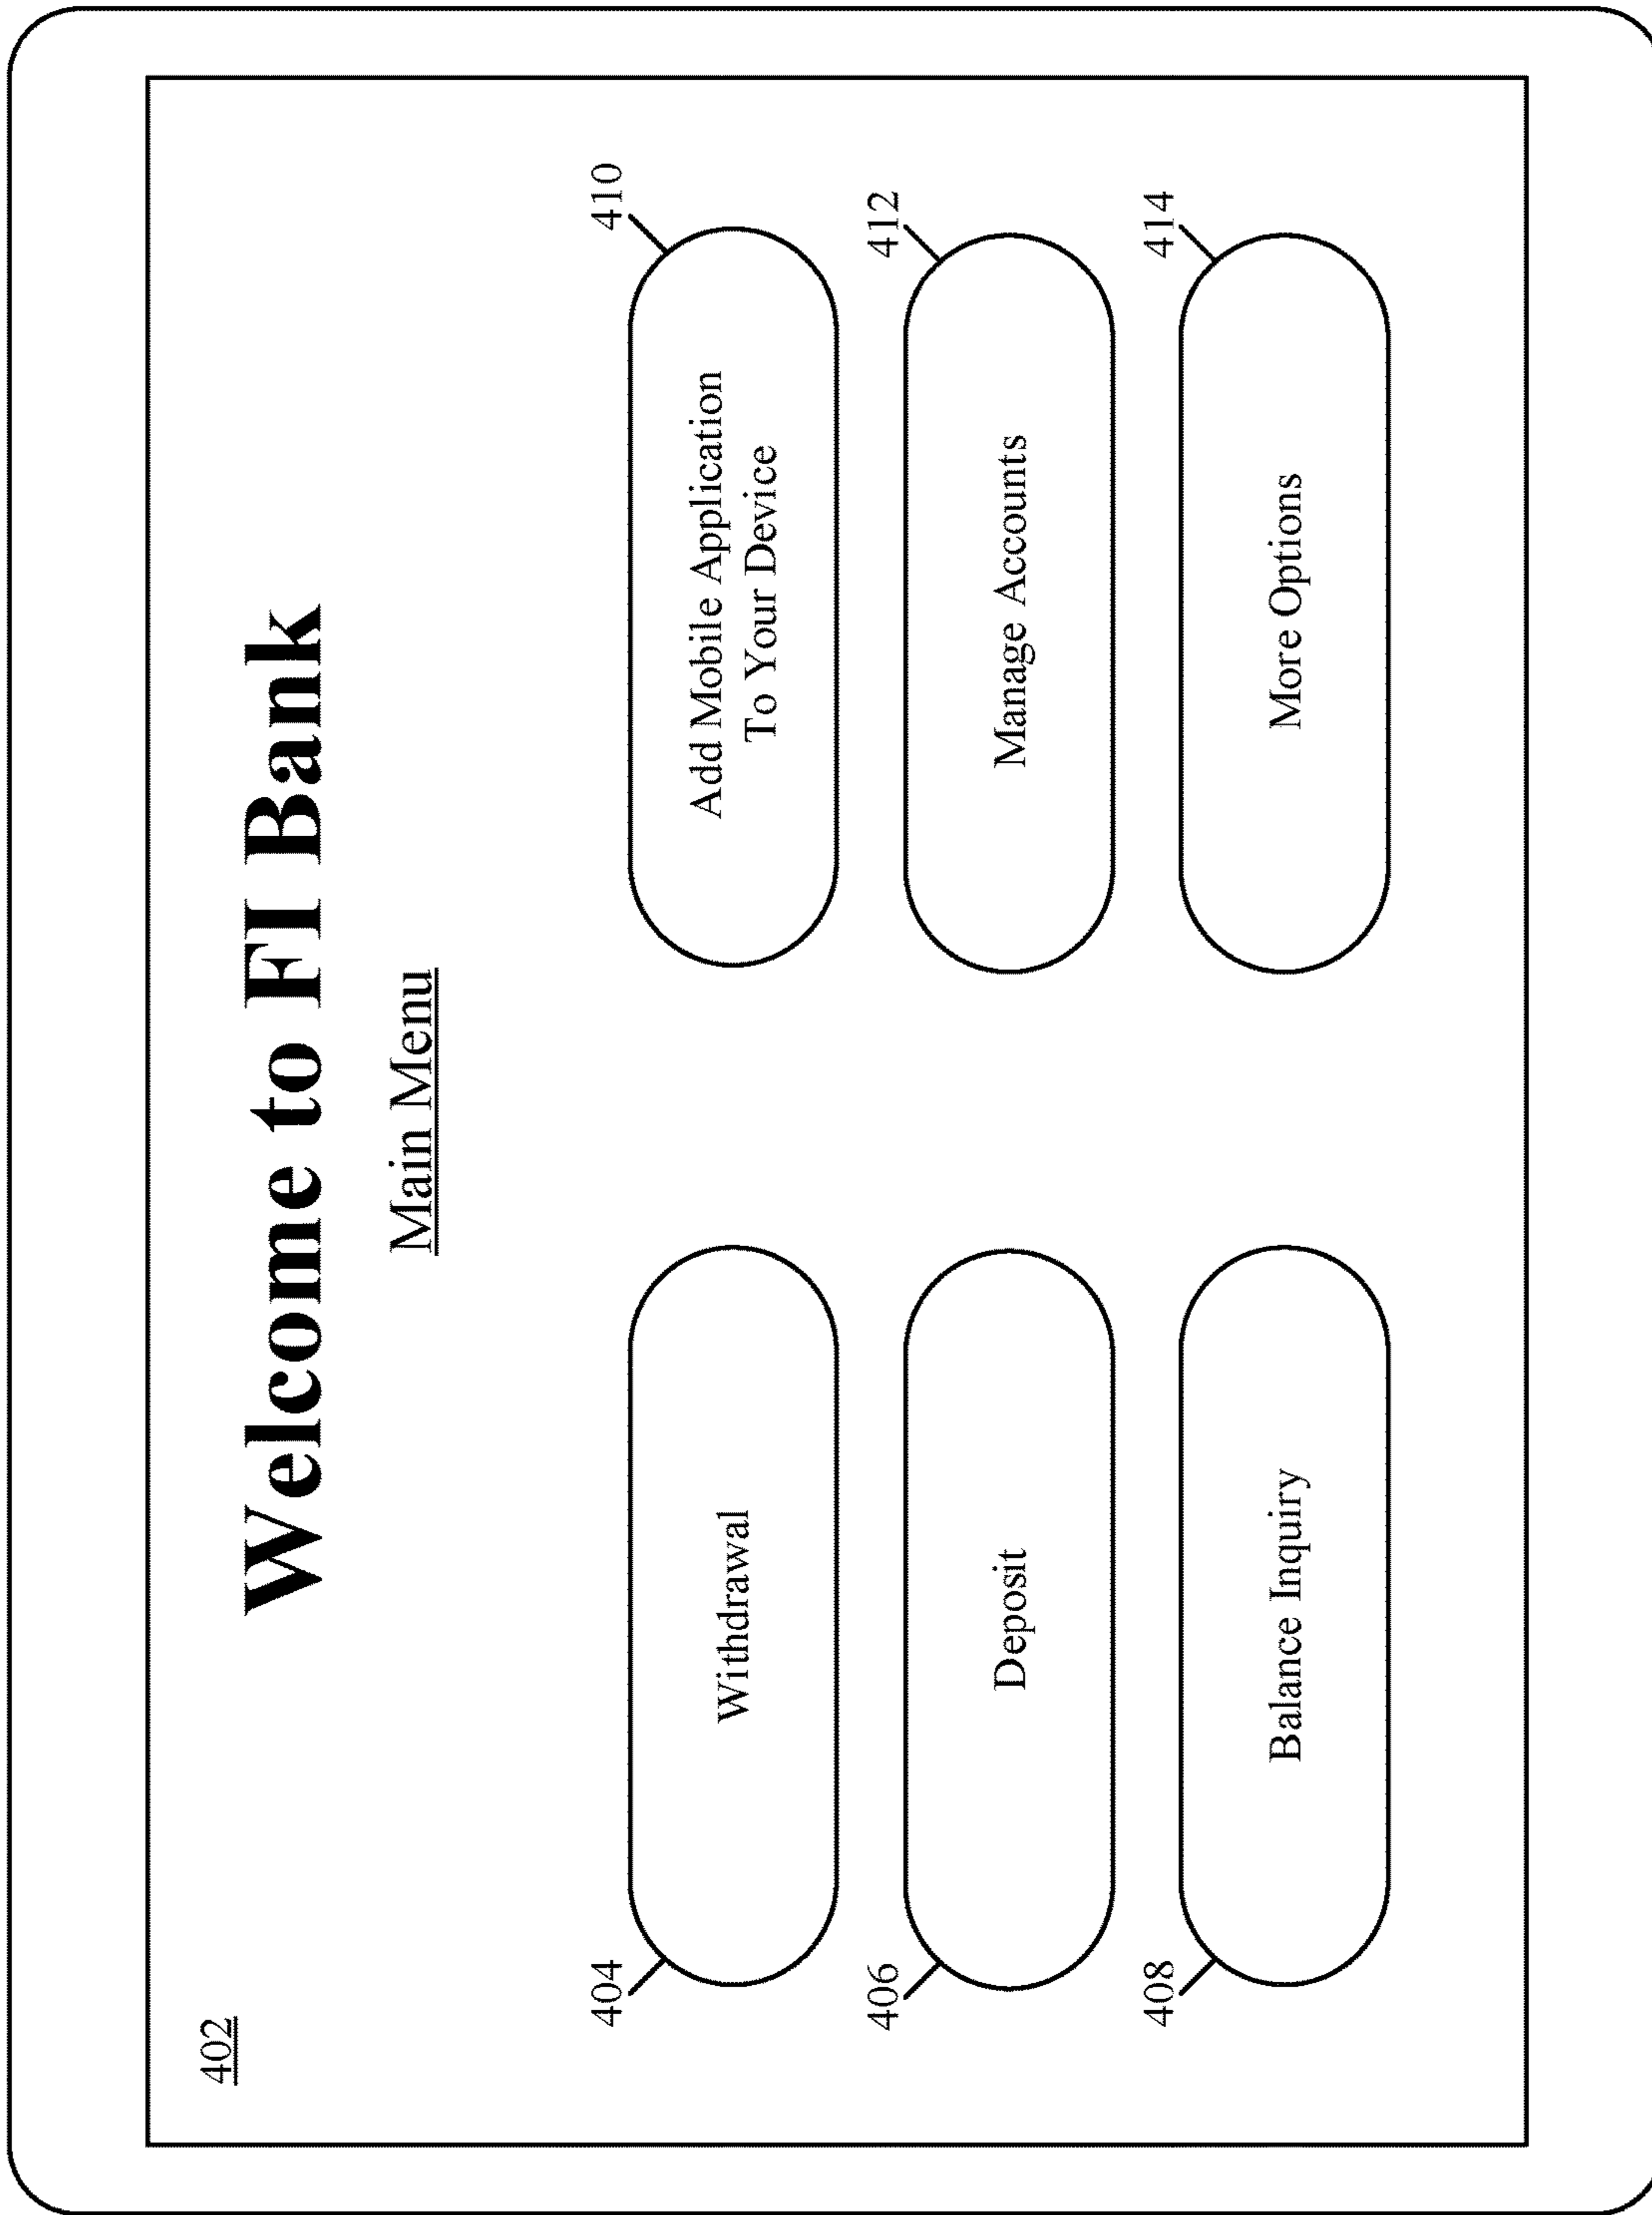 402
Welcome to FI Bank
Main Menu
404
Withdrawal
410
Add Mobile Application
To Your Device
406
Deposit
412
Manage Accounts
408
Balance Inquiry
414
More Options